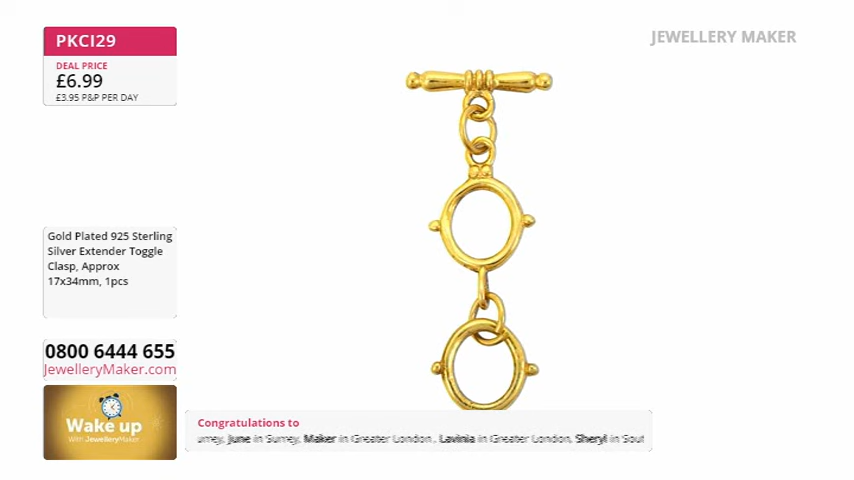 PKCI29
DEAL PRICE
£6.99
£3.95 P&P PER DAY
JEWELLERY MAKER
Gold Plated 925 Sterling
Silver Extender Toggle
Clasp, Approx
17x34mm, 1pcs
0800 6444 655
JewelleryMaker.com
Wake up
With JewelleryMaker
Congratulations to
urrey, June in Surrey, Maker in Greater London, Lavinia in Greater London, Sheryl in Sout